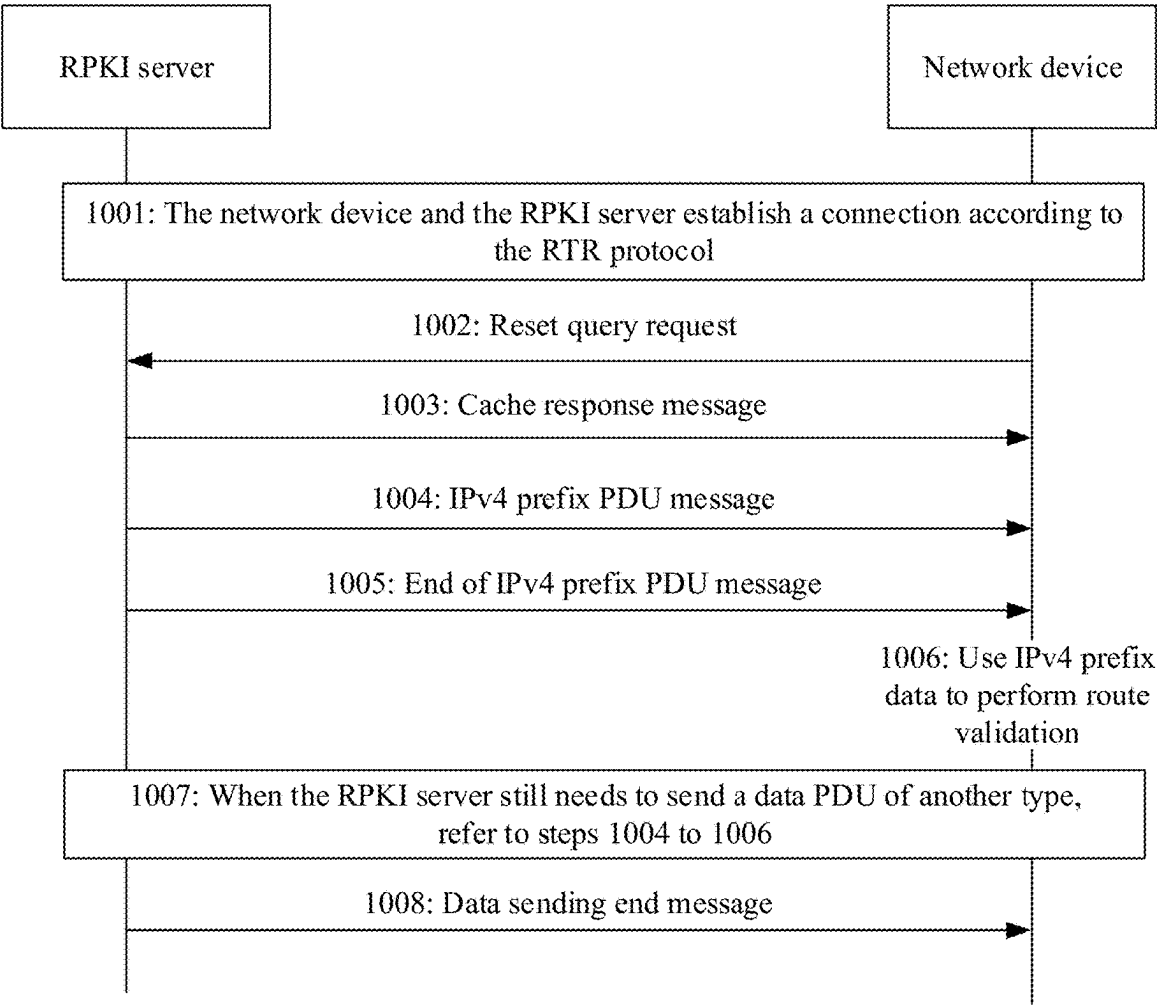 RPKI server
Network device
1001: The network device and the RPKI server establish a connection according to
the RTR protocol
1002: Reset query request
1003: Cache response message
1004: IPv4 prefix PDU message
1005: End of IPv4 prefix PDU message
1006: Use IPv4 prefix
data to perform route
validation
1007: When the RPKI server still needs to send a data PDU of another type,
refer to steps 1004 to 1006
1008: Data sending end message